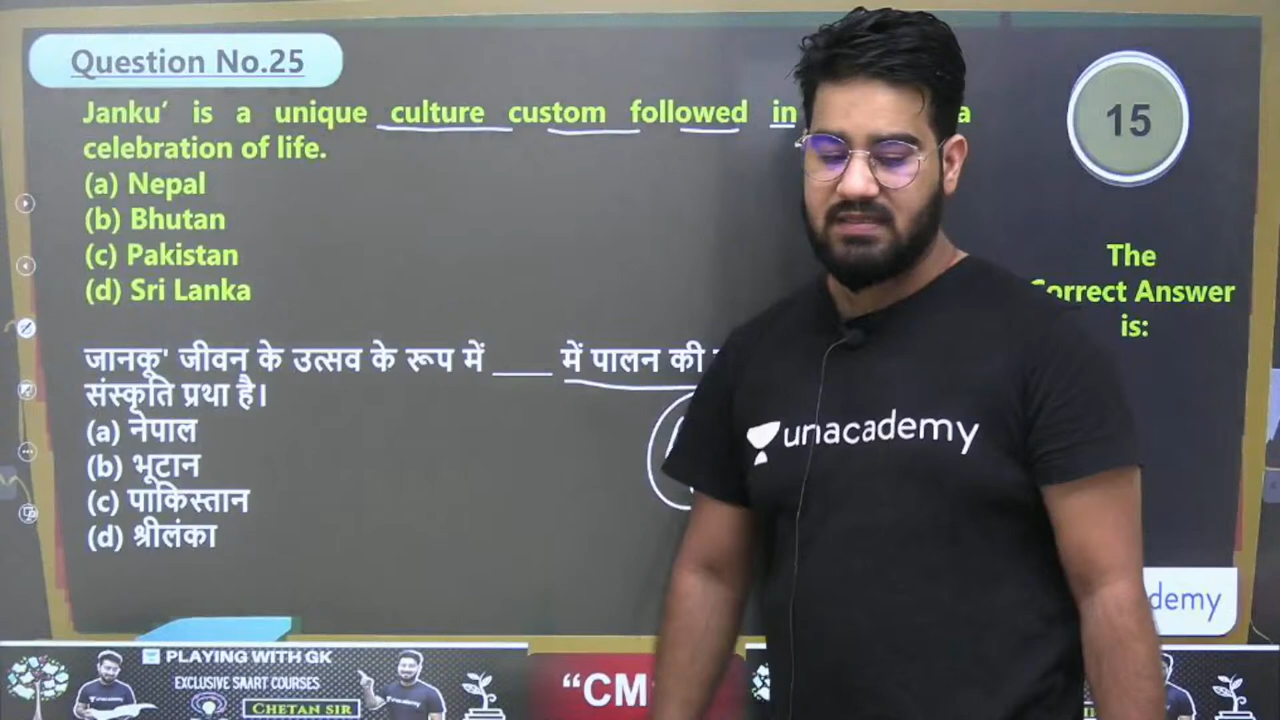 Question No.25
Janku' is a unique culture custom followed in a
celebration of life.
(a) Nepal
(b) Bhutan
(c) Pakistan
(d) Sri Lanka
15
The
Correct Answer
is:
जानकू' जीवन के उत्सव के रूप में ____ में पालन की
संस्कृति प्रथा है।
(a) नेपाल
(b) भूटान
(c) पाकिस्तान
(d) श्रीलंका
unacademy
demy
PLAYING WITH GK
EXCLUSIVE SAART COURSES
CHETAN SIR
"CM